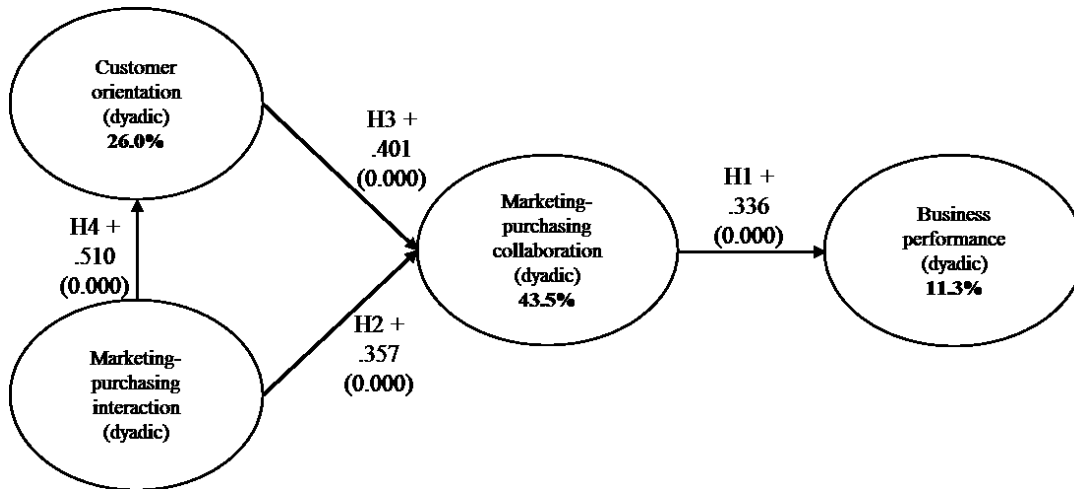 Customer
orientation
(dyadic)
26.0%
H3 +
.401
(0.000)
H4 +
.510
(0.000)
Marketing-
purchasing
interaction
(dyadic)
H2 +
.357
(0.000)
Marketing-
purchasing
collaboration
(dyadic)
43.5%
H1 +
.336
(0.000)
Business
performance
(dyadic)
11.3%